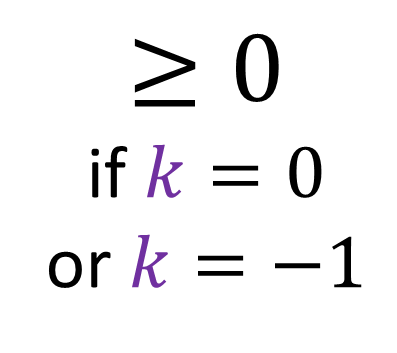 ≥ 0
if k = 0
or k = −1